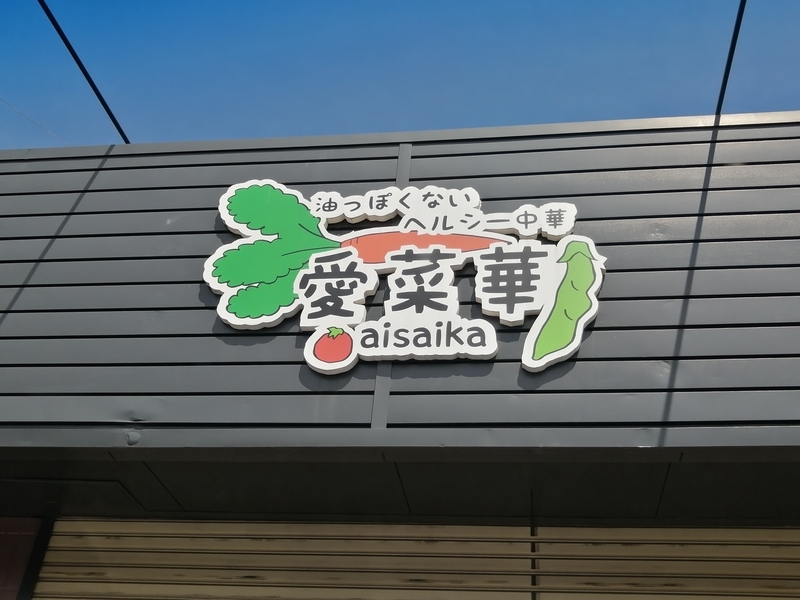 油っぽくない
ヘルシー中華
愛菜華
aisaika